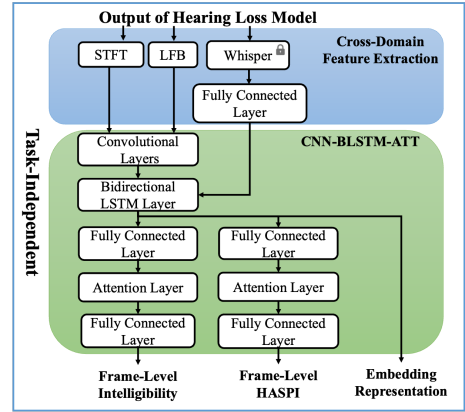 Output of Hearing Loss Model
STFT
LFB
Whisper
Cross-Domain
Feature Extraction
Fully Connected
Layer
Task-Independent
CNN-BLSTM-ATT
Convolutional
Layers
Bidirectional
LSTM Layer
Fully Connected
Layer
Fully Connected
Layer
Attention Layer
Attention Layer
Fully Connected
Layer
Fully Connected
Layer
Frame-Level
Intelligibility
Frame-Level
HASPI
Embedding
Representation